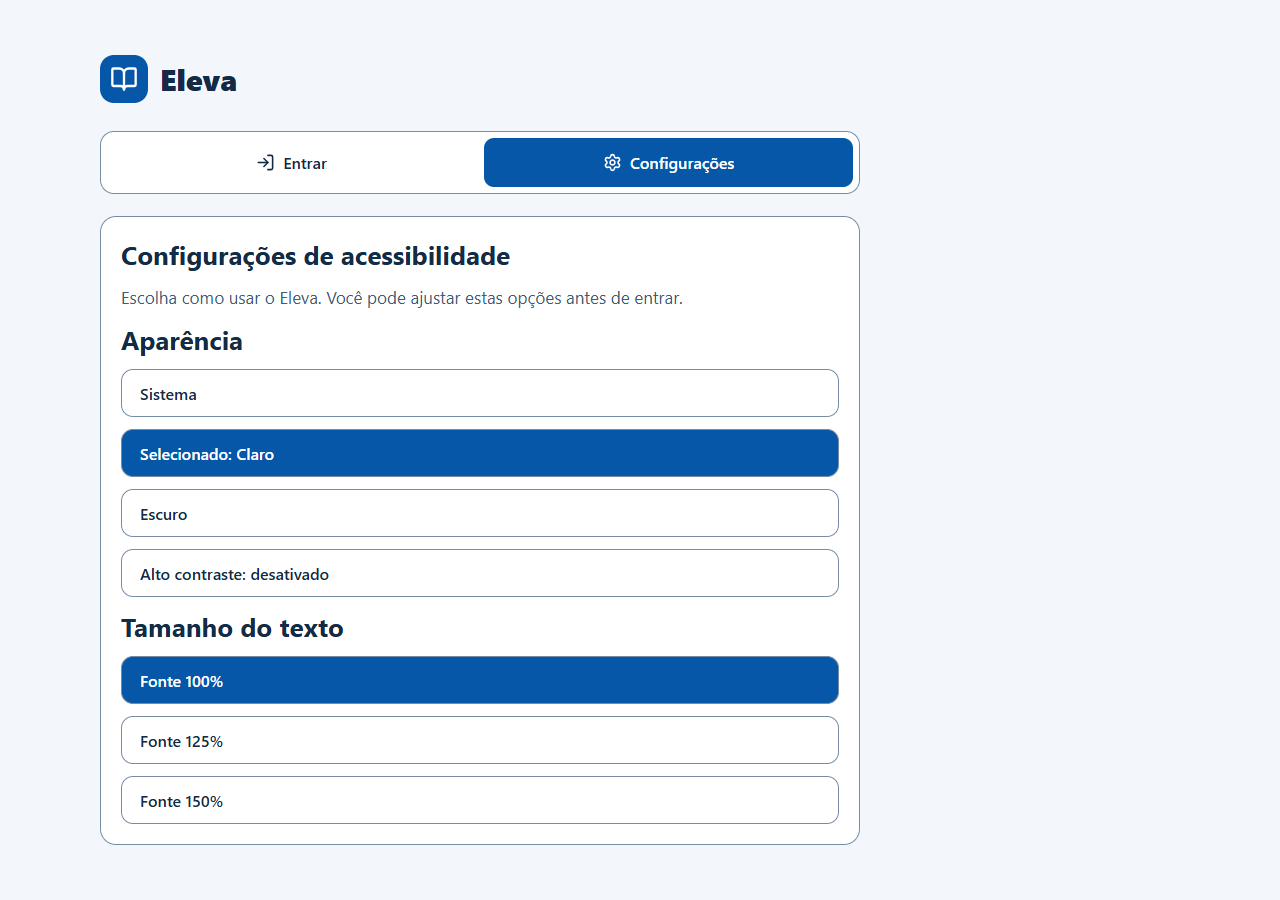 Eleva
Entrar
Configurações
Configurações de acessibilidade
Escolha como usar o Eleva. Você pode ajustar estas opções antes de entrar.
Aparência
Sistema
Selecionado: Claro
Escuro
Alto contraste: desativado
Tamanho do texto
Fonte 100%
Fonte 125%
Fonte 150%